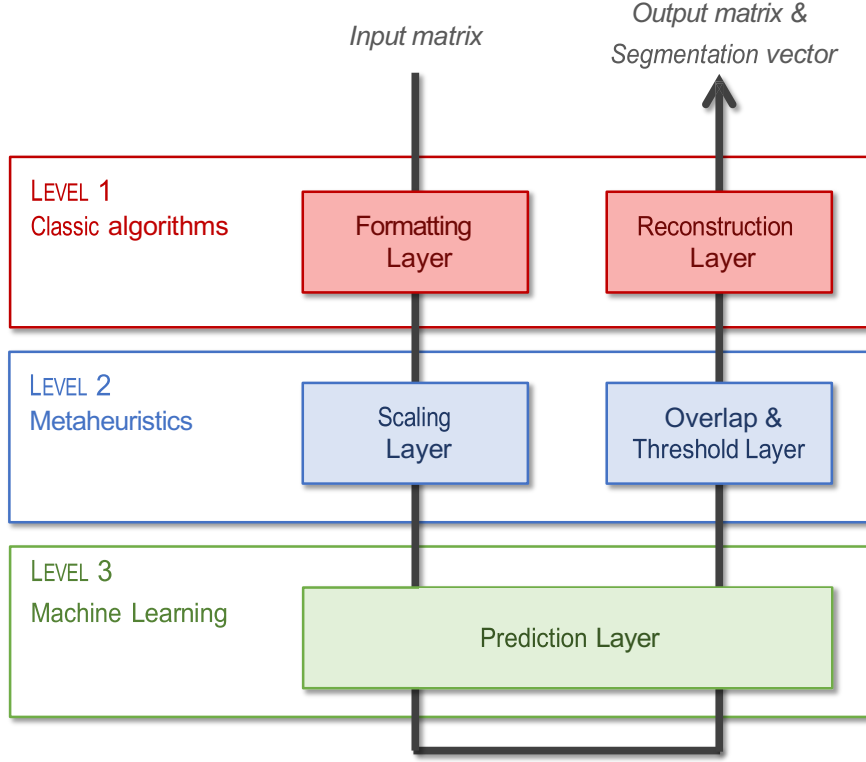 Input matrix
Output matrix &
Segmentation vector
LEVEL 1
Classic algorithms
Formatting
Layer
Reconstruction
Layer
LEVEL 2
Metaheuristics
Scaling
Layer
Overlap &
Threshold Layer
LEVEL 3
Machine Learning
Prediction Layer